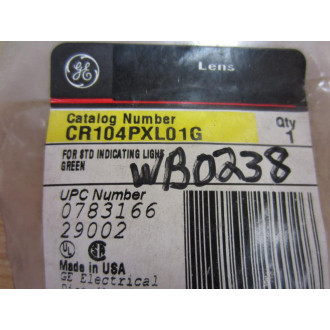 GE
Lens
Catalog Number
CR104PXL01G
Qty
1
FOR STD INDICATING LIGHT
GREEN
WB0238
UPC Number
0783166
29002
UL
Made in USA
GE Electrical